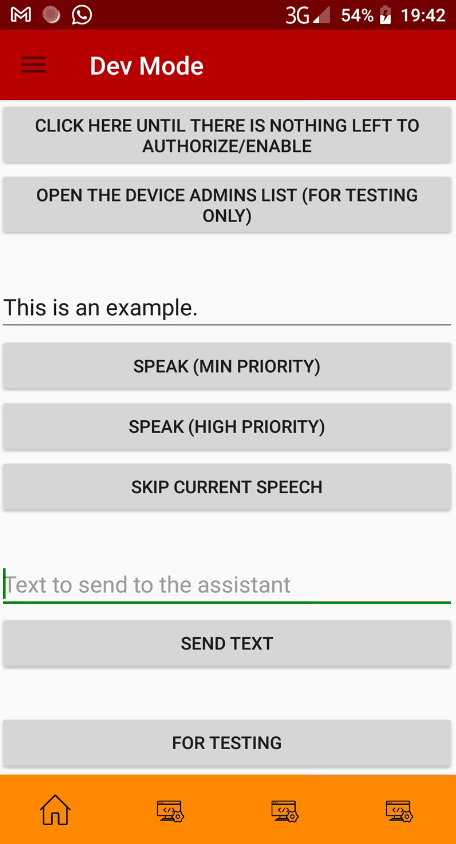 3G 54% 19:42
Dev Mode
CLICK HERE UNTIL THERE IS NOTHING LEFT TO
AUTHORIZE/ENABLE
OPEN THE DEVICE ADMINS LIST (FOR TESTING
ONLY)
This is an example.
SPEAK (MIN PRIORITY)
SPEAK (HIGH PRIORITY)
SKIP CURRENT SPEECH
Text to send to the assistant
SEND TEXT
FOR TESTING